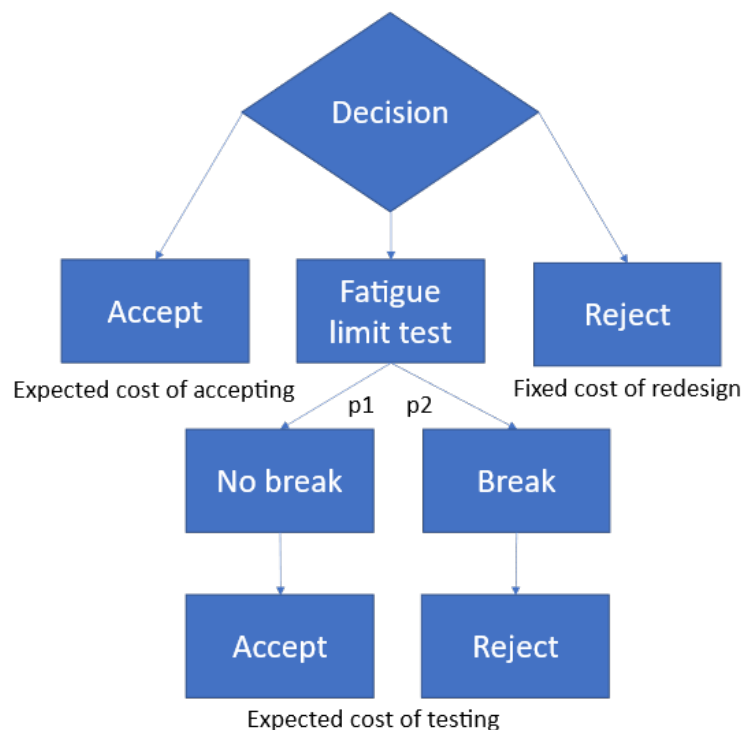 Decision
Accept
Fatigue
limit test
Reject
Expected cost of accepting
Fixed cost of redesign
p1
p2
No break
Break
Accept
Reject
Expected cost of testing